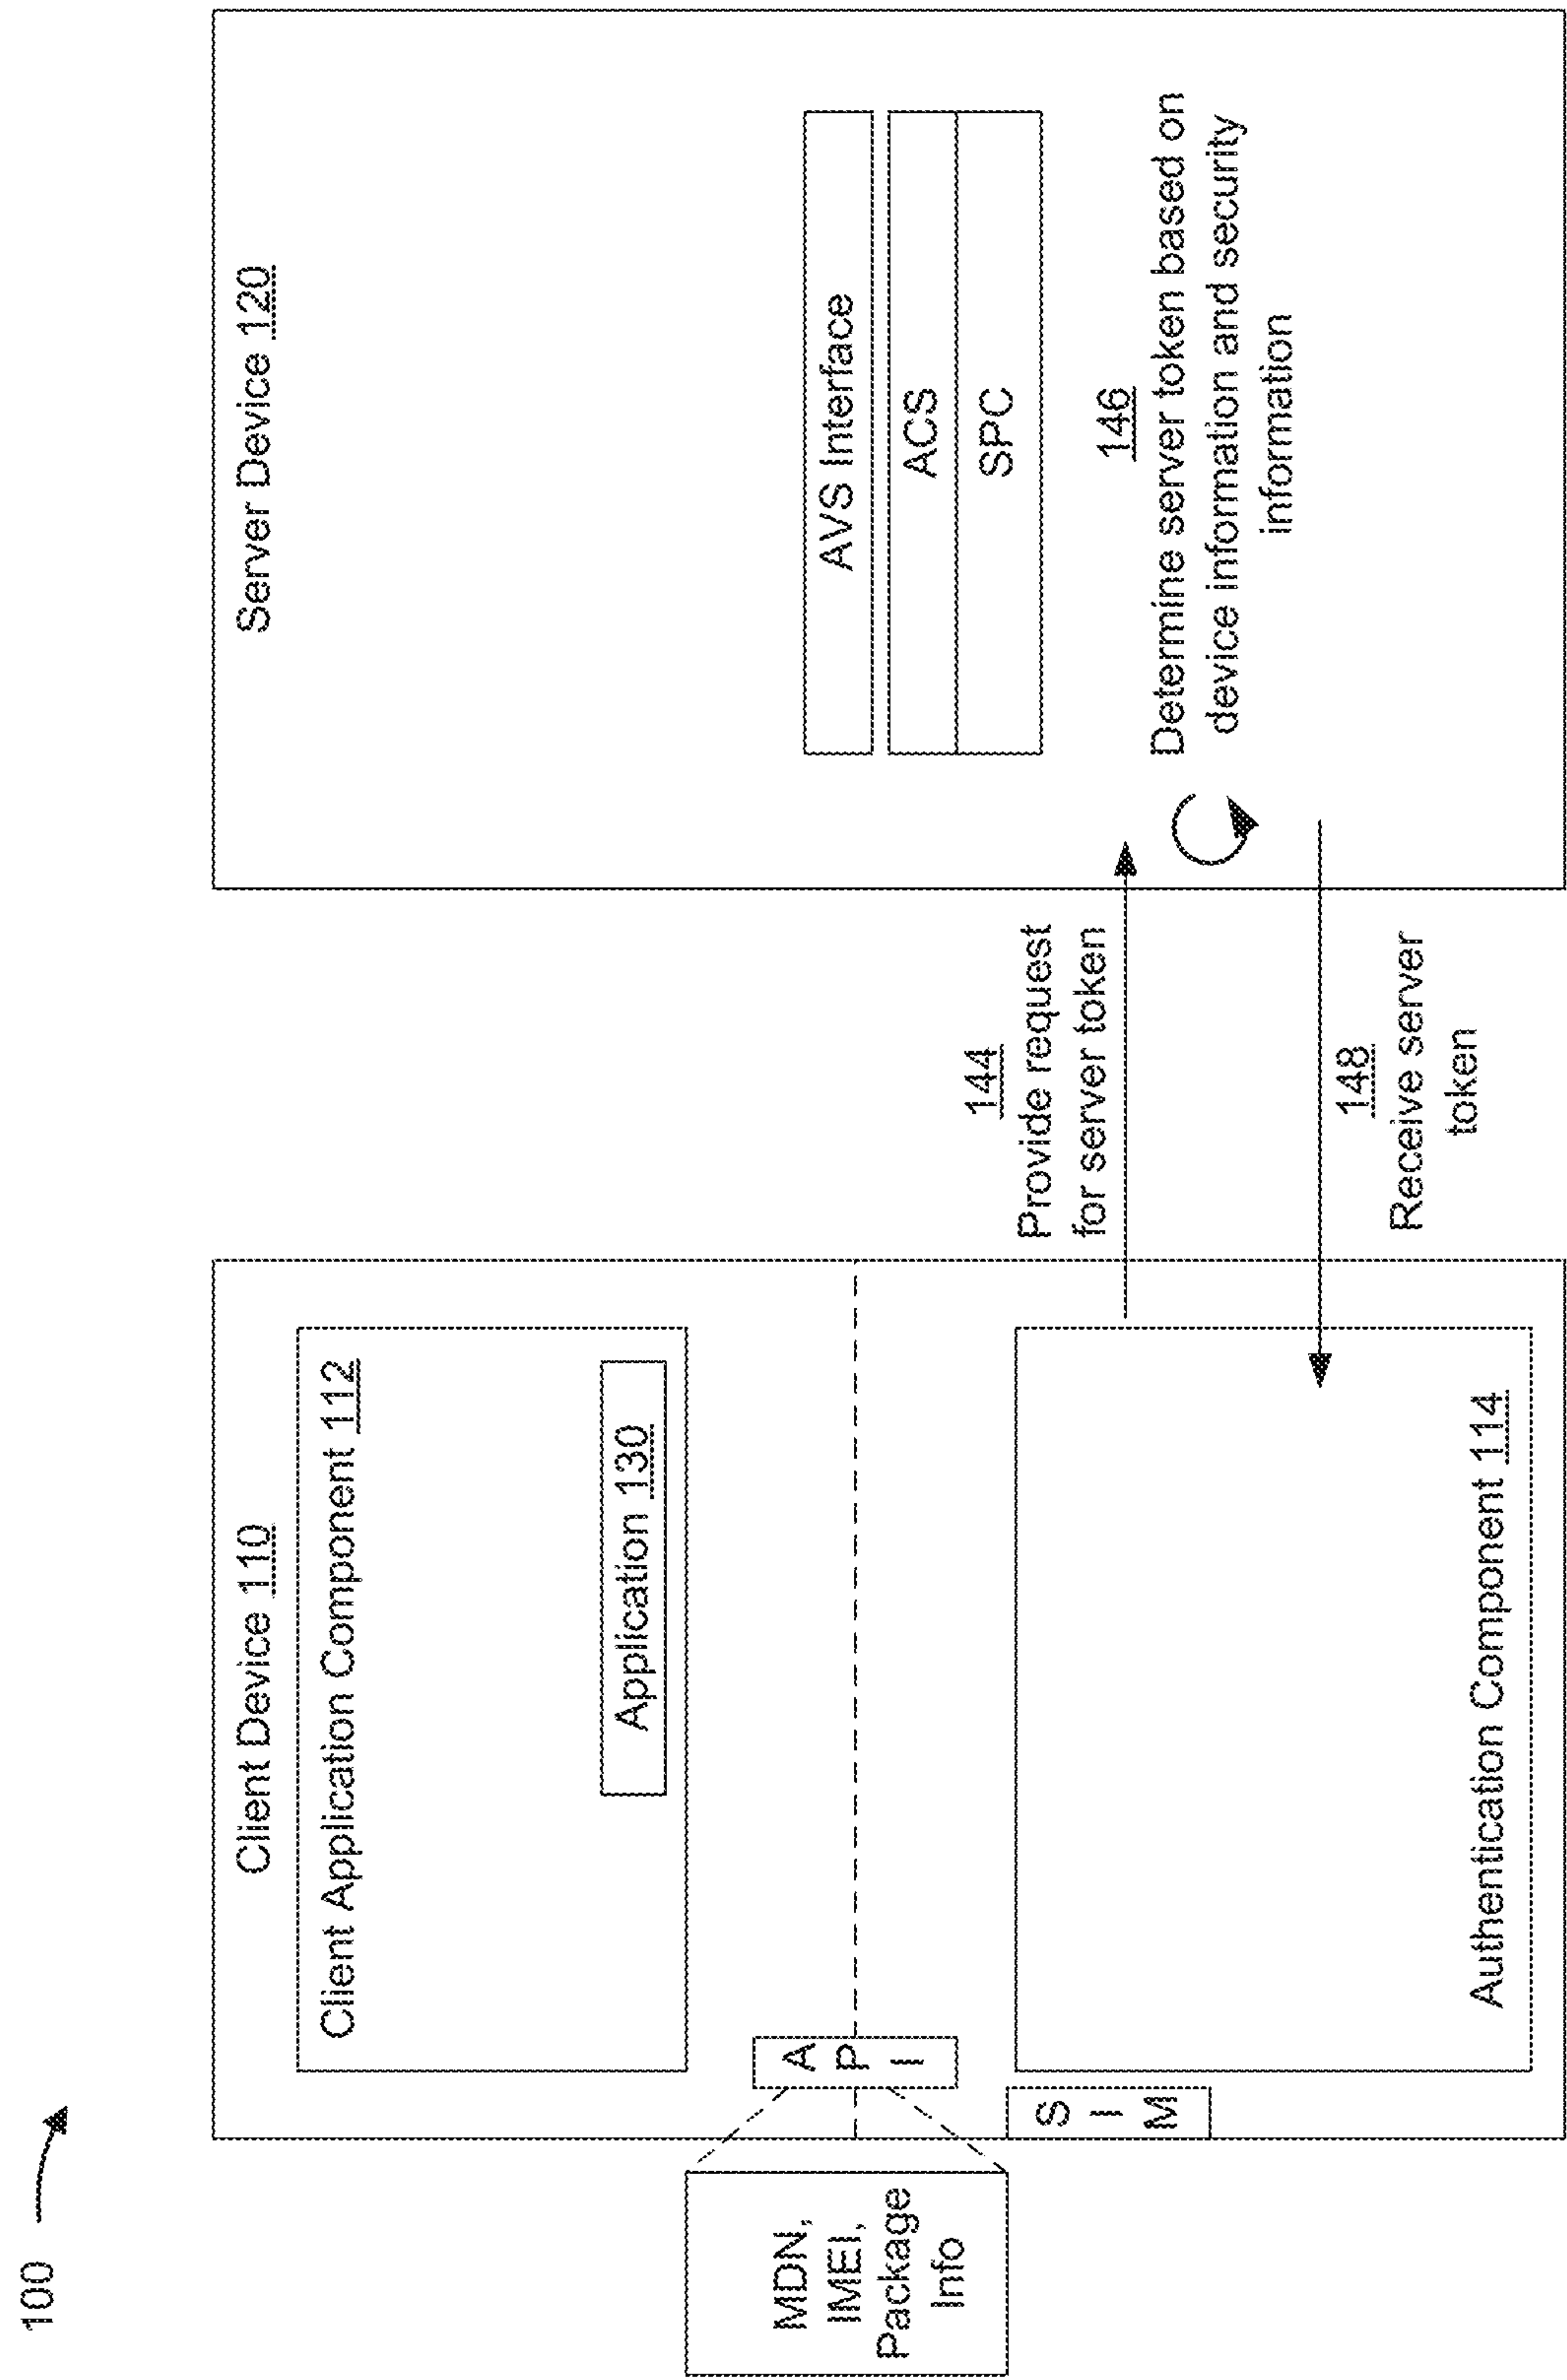 100
Client Device 110
Client Application Component 112
Application 130
MDN,
IMEI,
Package
Info
A
P
I
S
I
M
Authentication Component 114
144
Provide request
for server token
148
Receive server
token
Server Device 120
AVS Interface
ACS
SPC
146
Determine server token based on
device information and security
information